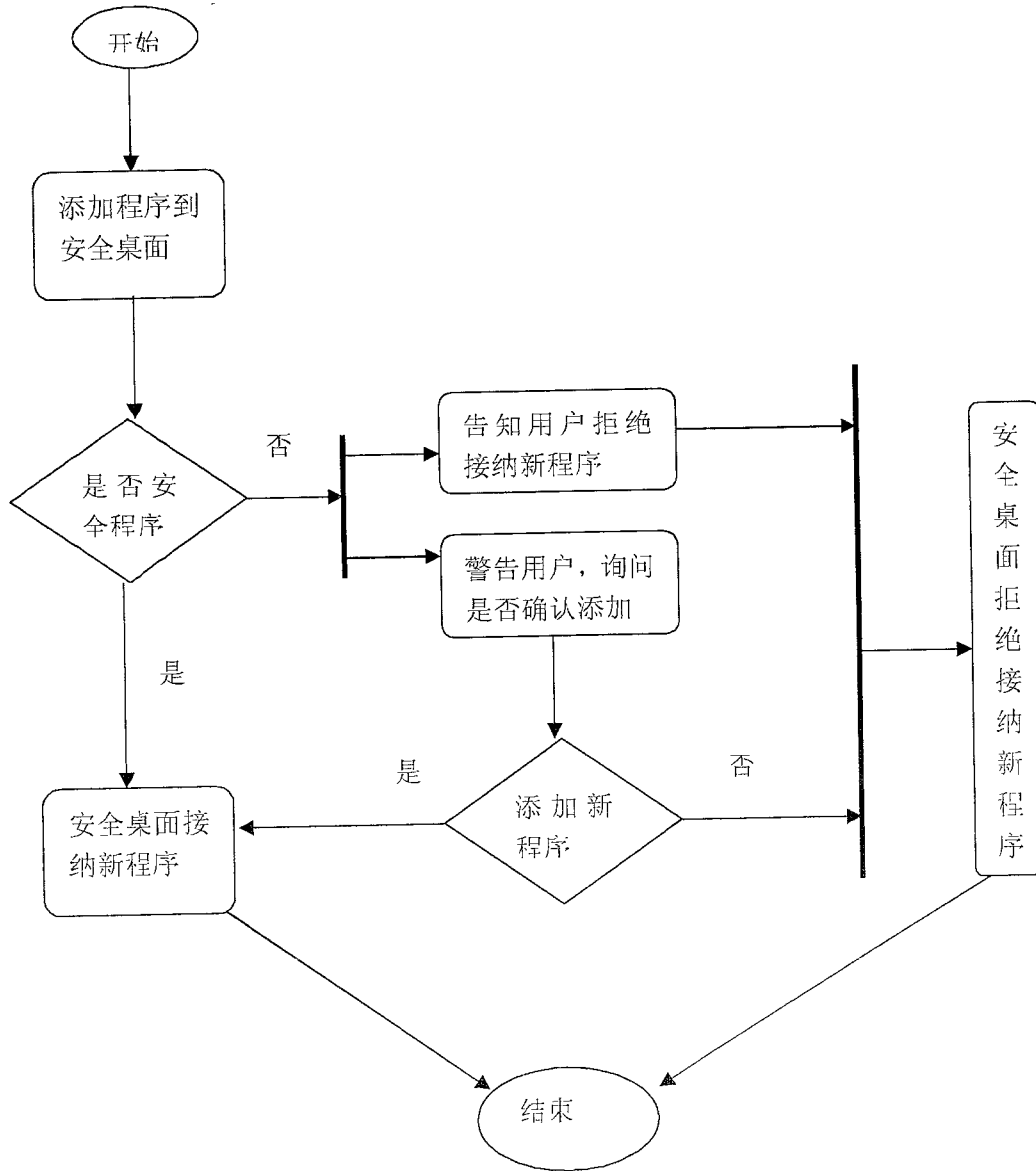 开始
添加程序到
安全桌面
是否安
全程序
否
告知用户拒绝
接纳新程序
警告用户，询问
是否确认添加
是
安全桌面接
纳新程序
是
添加新
程序
否
安全桌面拒绝接纳新程序
结束